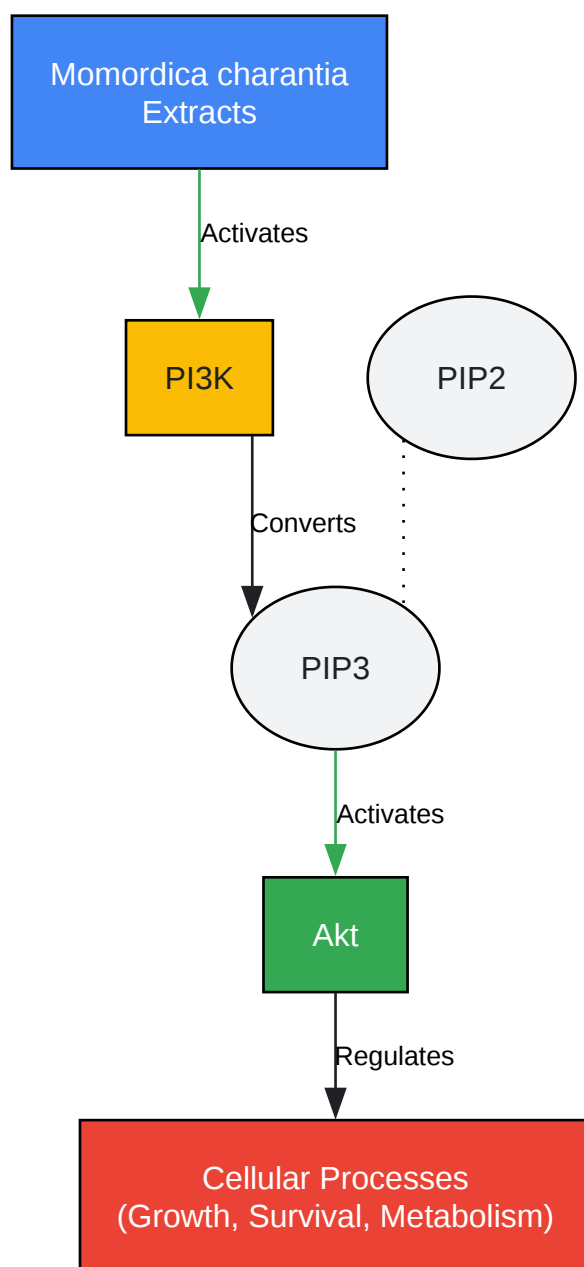 Momordica charantia
Extracts
Activates
PI3K
PIP2
Converts
PIP3
Activates
Akt
Regulates
Cellular Processes
(Growth, Survival, Metabolism)